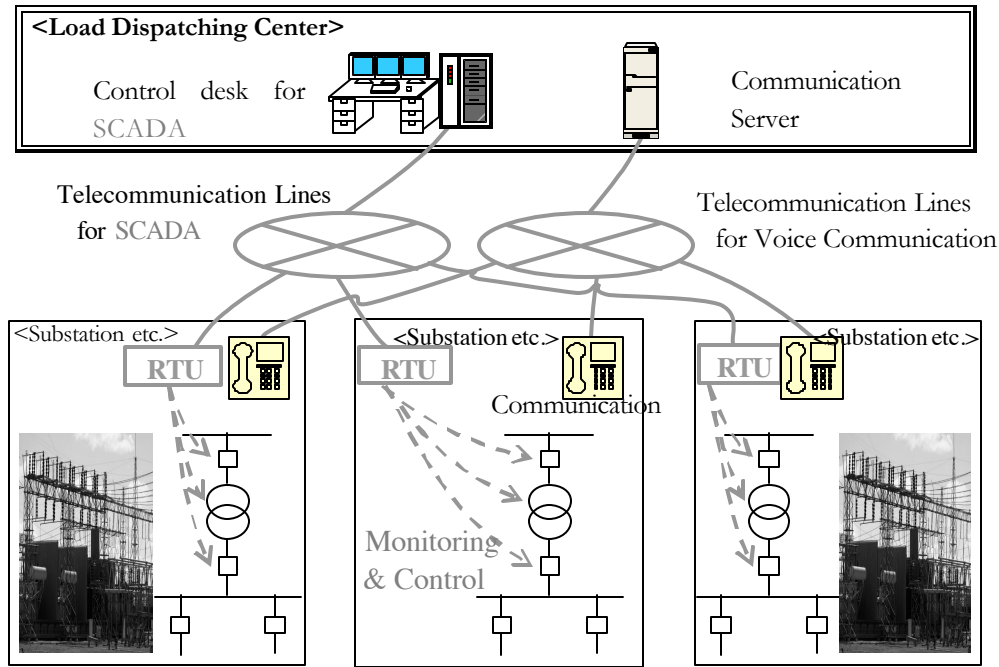 <Load Dispatching Center>
Control desk for
SCADA
Communication
Server
Telecommunication Lines
for SCADA
Telecommunication Lines
for Voice Communication
<Substation etc.>
RTU
<Substation etc.>
RTU
Communication
Monitoring
& Control
<Substation etc.>
RTU